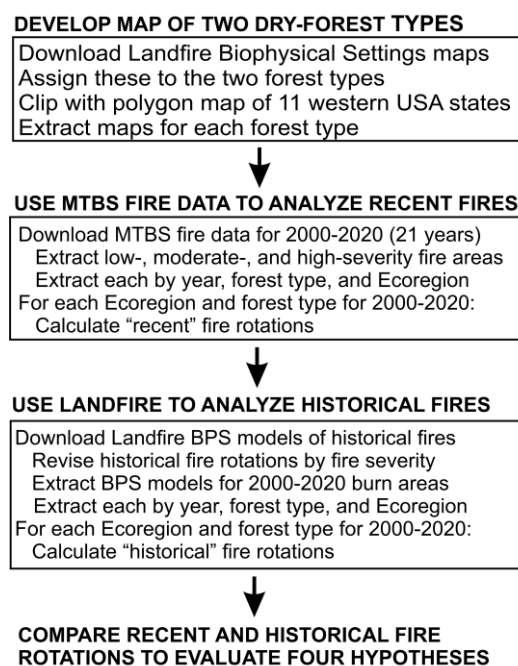 DEVELOP MAP OF TWO DRY-FOREST TYPES
Download Landfire Biophysical Settings maps
Assign these to the two forest types
Clip with polygon map of 11 western USA states
Extract maps for each forest type
USE MTBS FIRE DATA TO ANALYZE RECENT FIRES
Download MTBS fire data for 2000-2020 (21 years)
Extract low-, moderate-, and high-severity fire areas
Extract each by year, forest type, and Ecoregion
For each Ecoregion and forest type for 2000-2020:
Calculate “recent” fire rotations
USE LANDFIRE TO ANALYZE HISTORICAL FIRES
Download Landfire BPS models of historical fires
Revise historical fire rotations by fire severity
Extract BPS models for 2000-2020 burn areas
Extract each by year, forest type, and Ecoregion
For each Ecoregion and forest type for 2000-2020:
Calculate “historical” fire rotations
COMPARE RECENT AND HISTORICAL FIRE
ROTATIONS TO EVALUATE FOUR HYPOTHESES